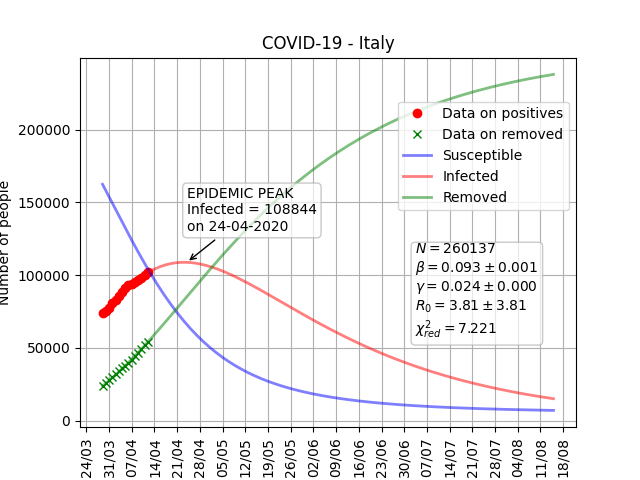 COVID-19 - Italy
Number of people
200000
150000
100000
50000
0
Data on positives
Data on removed
Susceptible
Infected
Removed
EPIDEMIC PEAK
Infected = 108844
on 24-04-2020
N = 260137
β = 0.093 ± 0.001
γ = 0.024 ± 0.000
R₀ = 3.81 ± 3.81
χ²red = 7.221
24/03
31/03
07/04
14/04
21/04
28/04
05/05
12/05
19/05
26/05
02/06
09/06
16/06
23/06
30/06
07/07
14/07
21/07
28/07
04/08
11/08
18/08